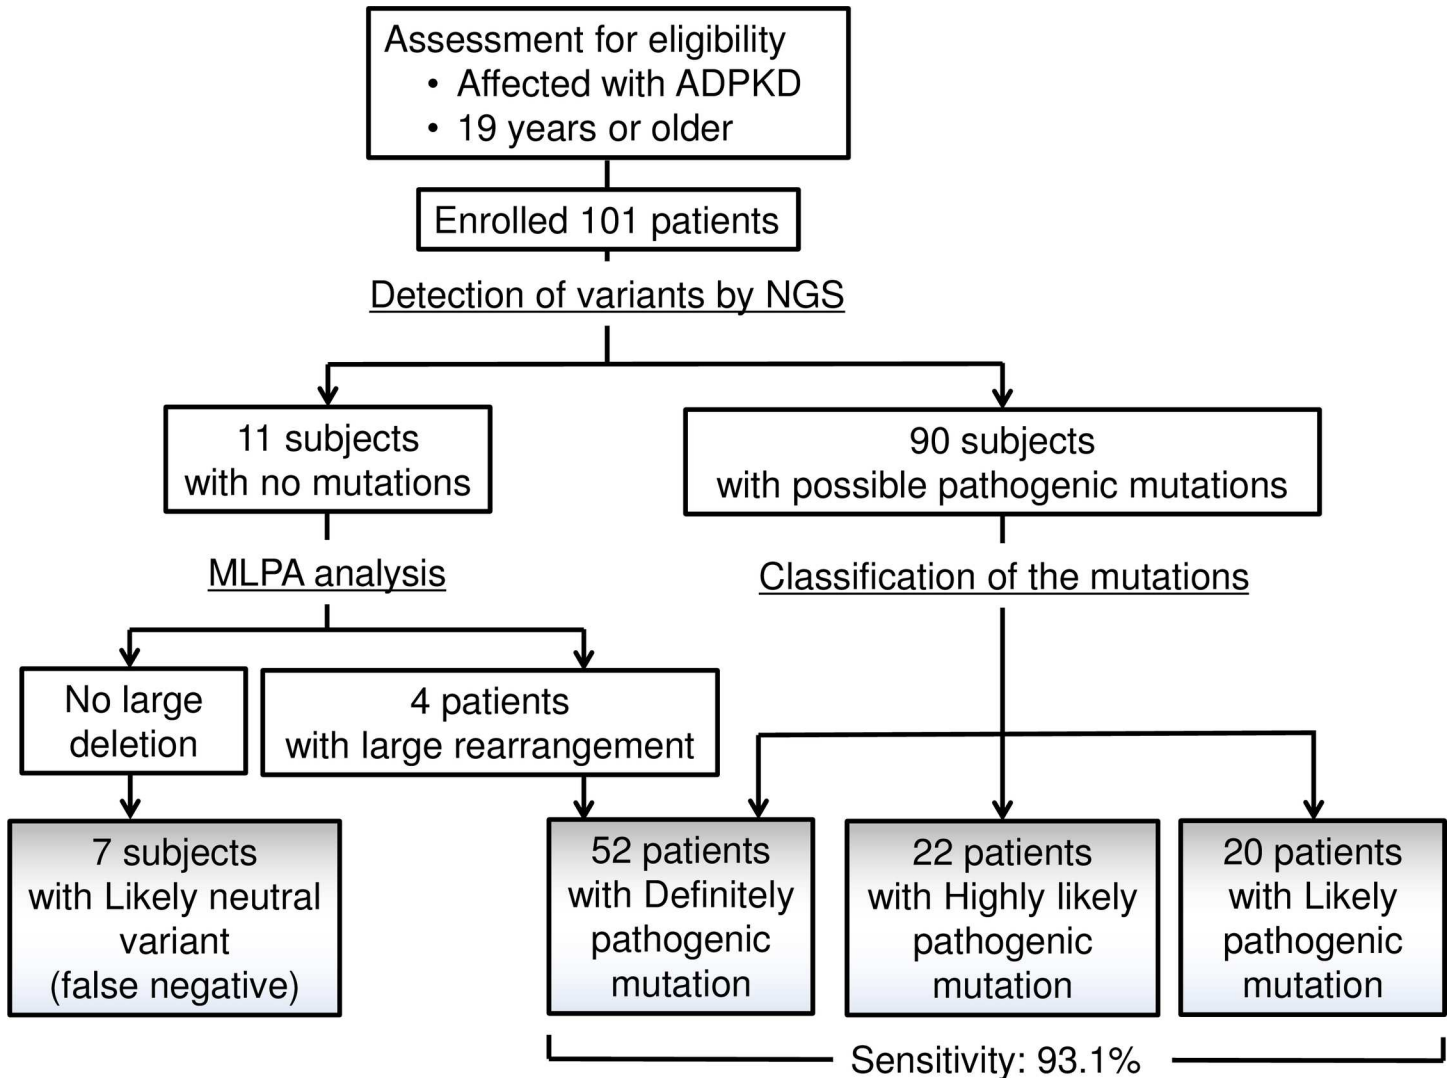 Assessment for eligibility
• Affected with ADPKD
• 19 years or older
Enrolled 101 patients
Detection of variants by NGS
11 subjects
with no mutations
90 subjects
with possible pathogenic mutations
MLPA analysis
Classification of the mutations
No large
deletion
4 patients
with large rearrangement
7 subjects
with Likely neutral
variant
(false negative)
52 patients
with Definitely
pathogenic
mutation
22 patients
with Highly likely
pathogenic
mutation
20 patients
with Likely
pathogenic
mutation
Sensitivity: 93.1%